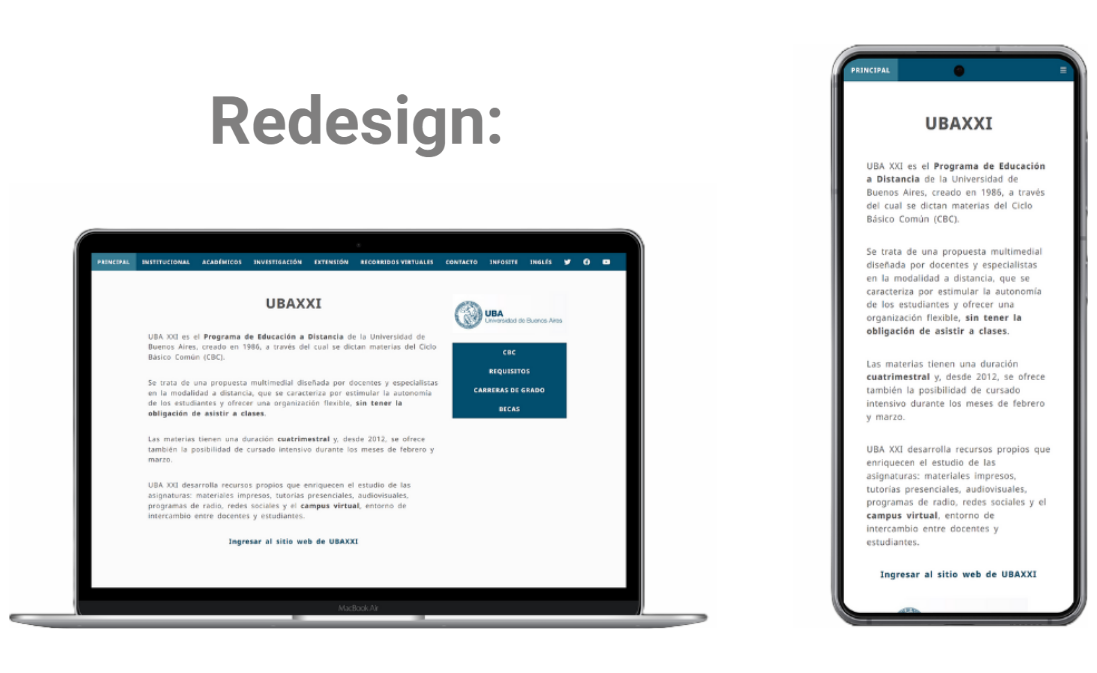 Redesign:
PRINCIPAL INSTITUCIONAL ACADÉMICOS INVESTIGACIÓN EXTENSIÓN RECORRIDOS VIRTUALES CONTACTO INFOSITE INGLÉS
UBAXXI
UBA XXI es el Programa de Educación a Distancia de la Universidad de
Buenos Aires, creado en 1986, a través del cual se dictan materias del Ciclo
Básico Común (CBC).
Se trata de una propuesta multimedial diseñada por docentes y especialistas
en la modalidad a distancia, que se caracteriza por estimular la autonomía
de los estudiantes y ofrecer una organización flexible, sin tener la
obligación de asistir a clases.
Las materias tienen una duración cuatrimestral y, desde 2012, se ofrece
también la posibilidad de cursado intensivo durante los meses de febrero y
marzo.
UBA XXI desarrolla recursos propios que enriquecen el estudio de las
asignaturas: materiales impresos, tutorías presenciales, audiovisuales,
programas de radio, redes sociales y el campus virtual, entorno de
intercambio entre docentes y estudiantes.
Ingresar al sitio web de UBAXXI
UBA
Universidad de Buenos Aires
CBC
REQUISITOS
CARRERAS DE GRADO
BECAS
MacBook Air
PRINCIPAL
UBAXXI
UBA XXI es el Programa de Educación
a Distancia de la Universidad de
Buenos Aires, creado en 1986, a través
del cual se dictan materias del Ciclo
Básico Común (CBC).
Se trata de una propuesta multimedial
diseñada por docentes y especialistas
en la modalidad a distancia, que se
caracteriza por estimular la autonomía
de los estudiantes y ofrecer una
organización flexible, sin tener la
obligación de asistir a clases.
Las materias tienen una duración
cuatrimestral y, desde 2012, se ofrece
también la posibilidad de cursado
intensivo durante los meses de febrero
y marzo.
UBA XXI desarrolla recursos propios que
enriquecen el estudio de las
asignaturas: materiales impresos,
tutorías presenciales, audiovisuales,
programas de radio, redes sociales y el
campus virtual, entorno de
intercambio entre docentes y
estudiantes.
Ingresar al sitio web de UBAXXI